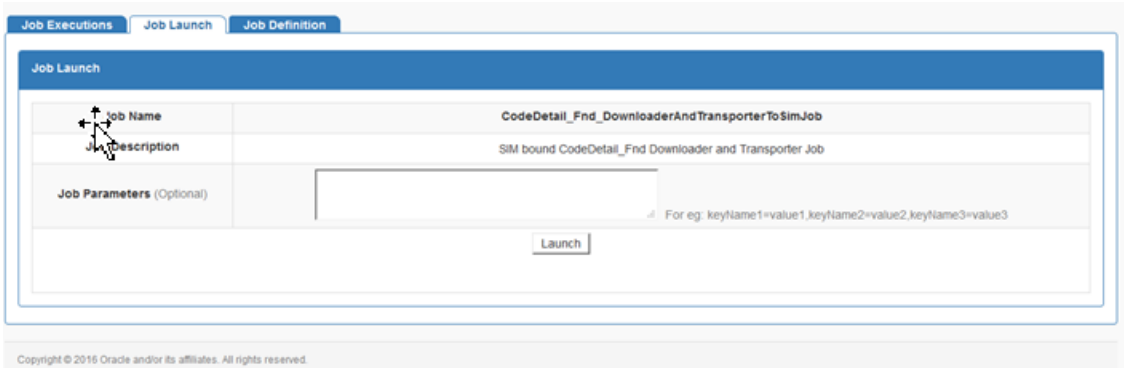 Job Executions Job Launch Job Definition
Job Launch
Job Name CodeDetail_Fnd_DownloaderAndTransporterToSimJob
Description SIM bound CodeDetail_Fnd Downloader and Transporter Job
Job Parameters (Optional) For eg: keyName1=value1,keyName2=value2,keyName3=value3
Launch
Copyright © 2016 Oracle and/or its affiliates. All rights reserved.